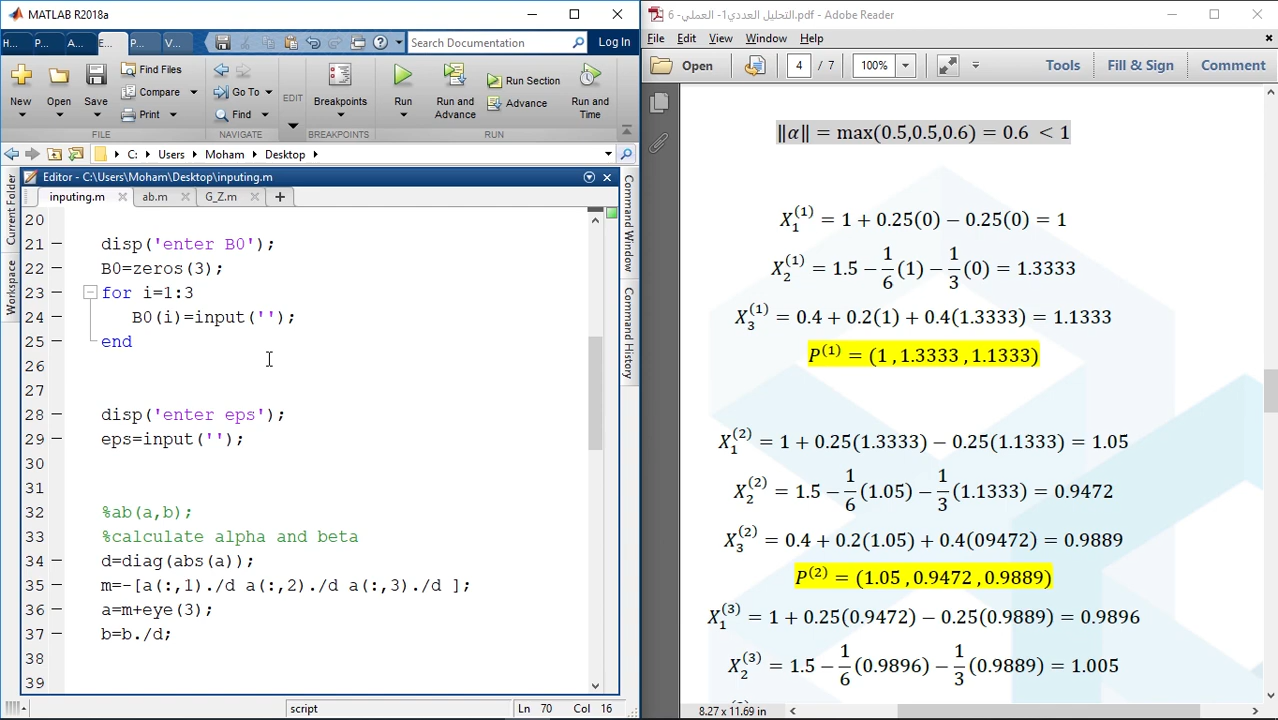 MATLAB R2018a
H... P... A... E... P... V...
Search Documentation
Log In
New
Open
Save
Find Files
Compare
Print
Go To
Find
EDIT
Breakpoints
Run
Run and Advance
Run Section
Advance
Run and Time
FILE
NAVIGATE
BREAKPOINTS
RUN
C: Users Moham Desktop
Current Folder
Workspace
Editor - C:\Users\Moham\Desktop\inputing.m
inputing.m ab.m G_Z.m
20
21 disp('enter B0');
22 B0=zeros(3);
23 for i=1:3
24 B0(i)=input('');
25 end
26
27
28 disp('enter eps');
29 eps=input('');
30
31
32 %ab(a,b);
33 %calculate alpha and beta
34 d=diag(abs(a));
35 m=-[a(:,1)./d a(:,2)./d a(:,3)./d ];
36 a=m+eye(3);
37 b=b./d;
38
39
Command Window
Command History
script
Ln 70 Col 16
التحليل العددي1- العملي- 6.pdf - Adobe Reader
File Edit View Window Help
Open
4 / 7
100%
Tools
Fill & Sign
Comment
‖α‖ = max(0.5,0.5,0.6) = 0.6 < 1
X₁⁽¹⁾ = 1 + 0.25(0) − 0.25(0) = 1
X₂⁽¹⁾ = 1.5 − 1/6 (1) − 1/3 (0) = 1.3333
X₃⁽¹⁾ = 0.4 + 0.2(1) + 0.4(1.3333) = 1.1333
P⁽¹⁾ = (1 , 1.3333 , 1.1333)
X₁⁽²⁾ = 1 + 0.25(1.3333) − 0.25(1.1333) = 1.05
X₂⁽²⁾ = 1.5 − 1/6 (1.05) − 1/3 (1.1333) = 0.9472
X₃⁽²⁾ = 0.4 + 0.2(1.05) + 0.4(09472) = 0.9889
P⁽²⁾ = (1.05 , 0.9472 , 0.9889)
X₁⁽³⁾ = 1 + 0.25(0.9472) − 0.25(0.9889) = 0.9896
X₂⁽³⁾ = 1.5 − 1/6 (0.9896) − 1/3 (0.9889) = 1.005
8.27 x 11.69 in